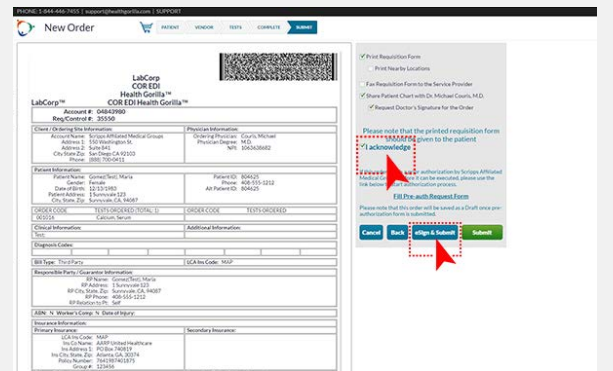 PHONE: 1-844-446-7455 | support@healthgorilla.com | SUPPORT
New Order
PATIENT VENDOR TESTS COMPLETE SUBMIT
LabCorp
COR EDI
Health Gorilla™
LabCorp™ COR EDI Health Gorilla™
Account #: 04843980
Req/Control #: 35550
Client / Ordering Site Information:
Account Name: Scripps Affiliated Medical Groups
Address 1: 550 Washington St.
Address 2: Suite 841
City, State Zip: San Diego, CA 92103
Phone: (888) 700-0411
Physician Information:
Ordering Physician: Couris, Michael
Physician Degree: M.D.
NPI: 1063638682
Patient Information:
Patient Name: Gomez(Test), Maria
Gender: Female
Date of Birth: 12/13/1982
Patient Address: 1 Sunnyvale 123
City, State, Zip: Sunnyvale, CA, 94087
Patient ID: 804625
Phone: 408-555-1212
Alt Patient ID: 804625
ORDER CODE TESTS ORDERED (TOTAL: 1) ORDER CODE TESTS ORDERED
001016 Calcium, Serum
Clinical Information:
Test;
Additional Information:
Diagnosis Codes:
Bill Type: Third Party LCA Ins Code: MAP
Responsible Party / Guarantor Information:
RP Name: Gomez(Test), Maria
RP Address: 1 Sunnyvale 123
RP City, State, Zip: Sunnyvale, CA, 94087
RP Phone: 408-555-1212
RP Relation to Pt: Self
ABN: N Worker's Comp: N Date of Injury:
Insurance Information:
Primary Insurance:
LCA Ins Code: MAP
Ins Co Name: AARP United Healthcare
Ins Address 1: PO Box 740819
Ins City, State, Zip: Atlanta, GA, 30374
Policy Number: 7641987401875
Group #: 123456
Secondary Insurance:
Print Requisition Form
Print Nearby Locations
Fax Requisition Form to the Service Provider
Share Patient Chart with Dr. Michael Couris, M.D.
Request Doctor's Signature for the Order
Please note that the printed requisition form
should be given to the patient
I acknowledge
authorization by Scripps Affiliated
Medical it can be executed, please use the
link below start authorization process.
Fill Pre-auth Request Form
Please note that this order will be saved as a Draft once pre-
authorization form is submitted.
Cancel Back eSign & Submit Submit